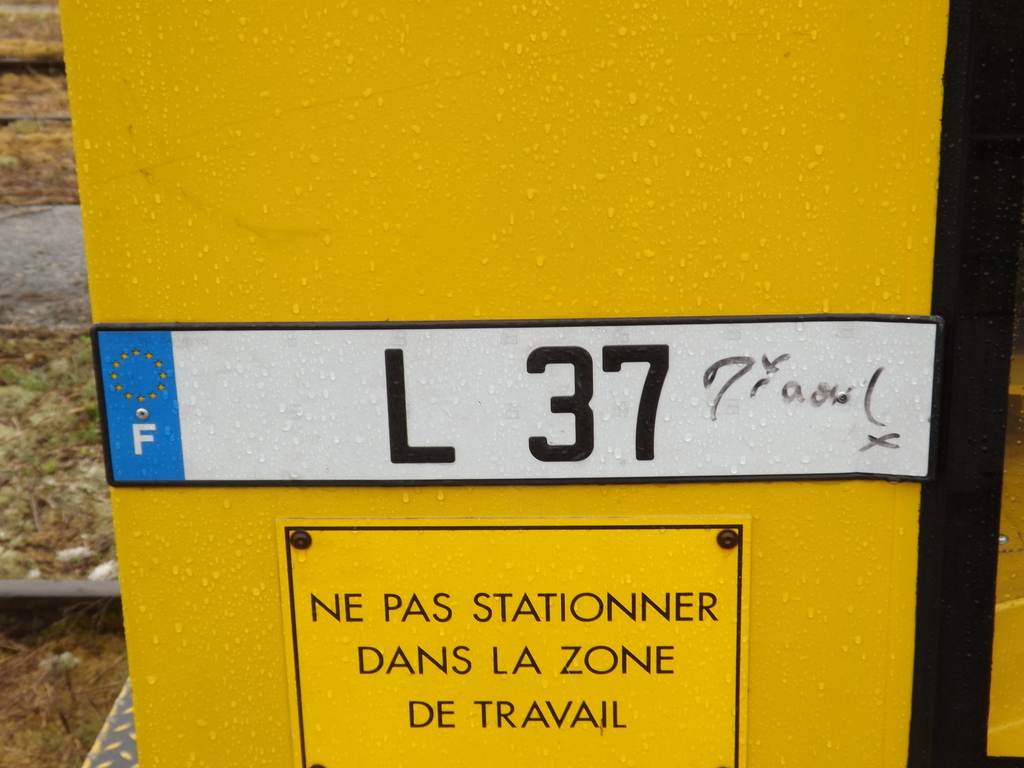 F
L 37
NE PAS STATIONNER
DANS LA ZONE
DE TRAVAIL